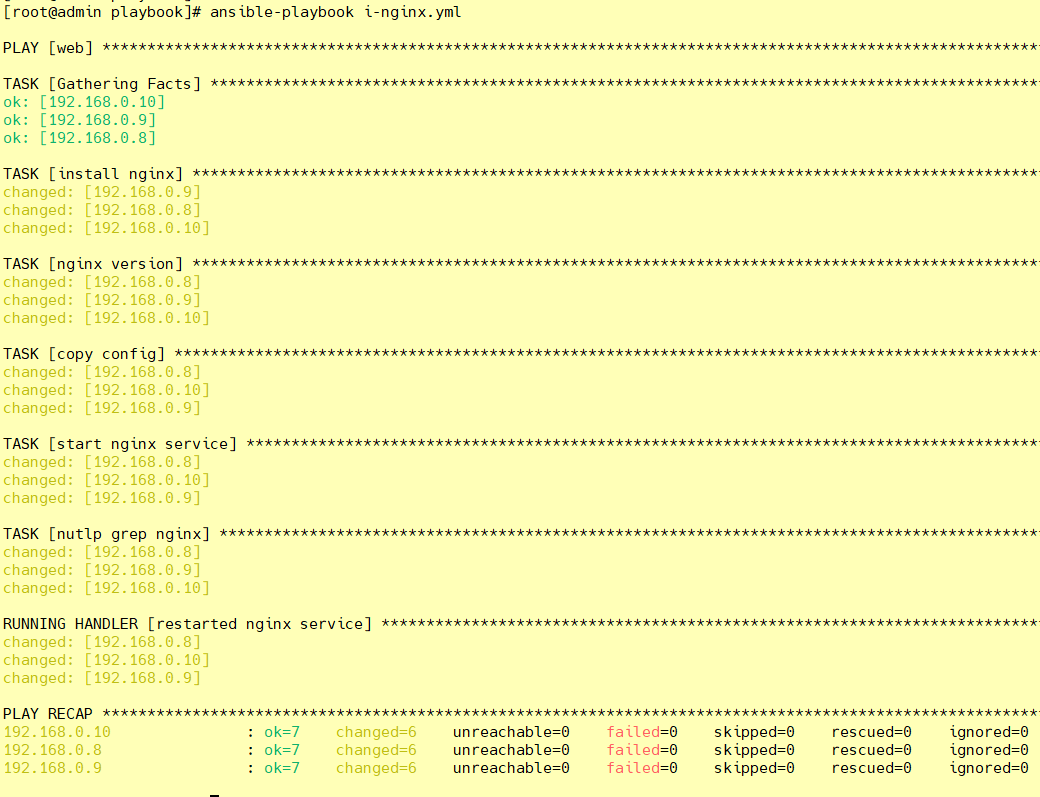 [root@admin playbook]# ansible-playbook i-nginx.yml
PLAY [web] ********************************************************************************************************
TASK [Gathering Facts] ********************************************************************************************
ok: [192.168.0.10]
ok: [192.168.0.9]
ok: [192.168.0.8]
TASK [install nginx] **********************************************************************************************
changed: [192.168.0.9]
changed: [192.168.0.8]
changed: [192.168.0.10]
TASK [nginx version] **********************************************************************************************
changed: [192.168.0.8]
changed: [192.168.0.9]
changed: [192.168.0.10]
TASK [copy config] ************************************************************************************************
changed: [192.168.0.8]
changed: [192.168.0.10]
changed: [192.168.0.9]
TASK [start nginx service] ****************************************************************************************
changed: [192.168.0.8]
changed: [192.168.0.10]
changed: [192.168.0.9]
TASK [nutlp grep nginx] *******************************************************************************************
changed: [192.168.0.8]
changed: [192.168.0.9]
changed: [192.168.0.10]
RUNNING HANDLER [restarted nginx service] *************************************************************************
changed: [192.168.0.8]
changed: [192.168.0.10]
changed: [192.168.0.9]
PLAY RECAP ********************************************************************************************************
192.168.0.10 : ok=7 changed=6 unreachable=0 failed=0 skipped=0 rescued=0 ignored=0
192.168.0.8 : ok=7 changed=6 unreachable=0 failed=0 skipped=0 rescued=0 ignored=0
192.168.0.9 : ok=7 changed=6 unreachable=0 failed=0 skipped=0 rescued=0 ignored=0